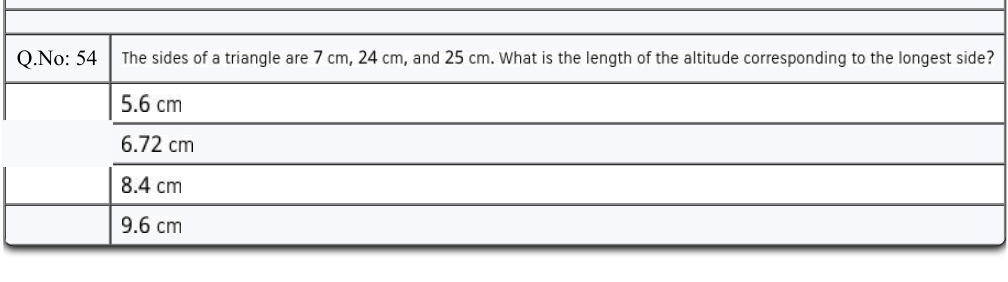 Q.No: 54 The sides of a triangle are 7 cm, 24 cm, and 25 cm. What is the length of the altitude corresponding to the longest side?
5.6 cm
6.72 cm
8.4 cm
9.6 cm